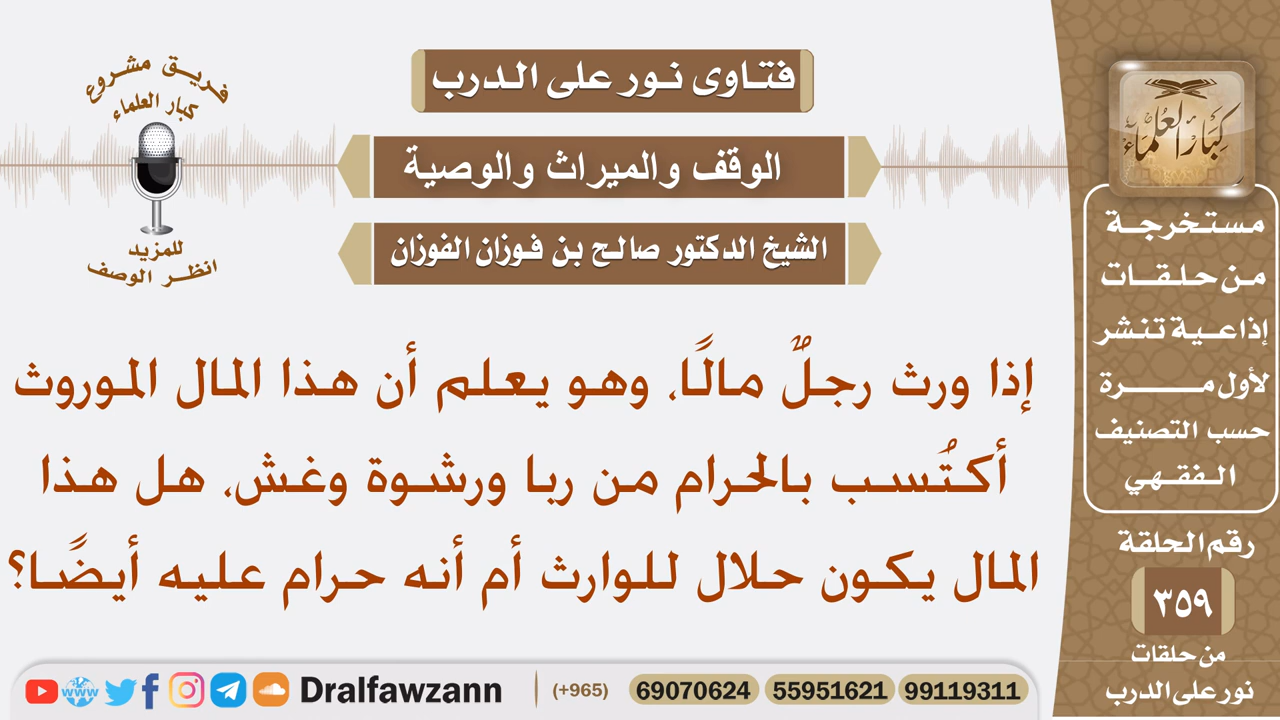 فريق مشروع
كبار العلماء
للمزيد
انظر الوصف
فتاوى نور على الدرب
الوقف والميراث والوصية
الشيخ الدكتور صالح بن فوزان الفوزان
إذا ورث رجلٌ مالًا، وهو يعلم أن هذا المال الموروث
أكتُسب بالحرام من ربا ورشوة وغش، هل هذا
المال يكون حلال للوارث أم أنه حرام عليه أيضًا؟
كبار العلماء
مستخرجة
من حلقات
إذاعية تنشر
لأول مرة
حسب التصنيف
الفقهي
رقم الحلقة
٣٥٩
من حلقات
نور على الدرب
www
Dralfawzann
(+965)
69070624
55951621
99119311